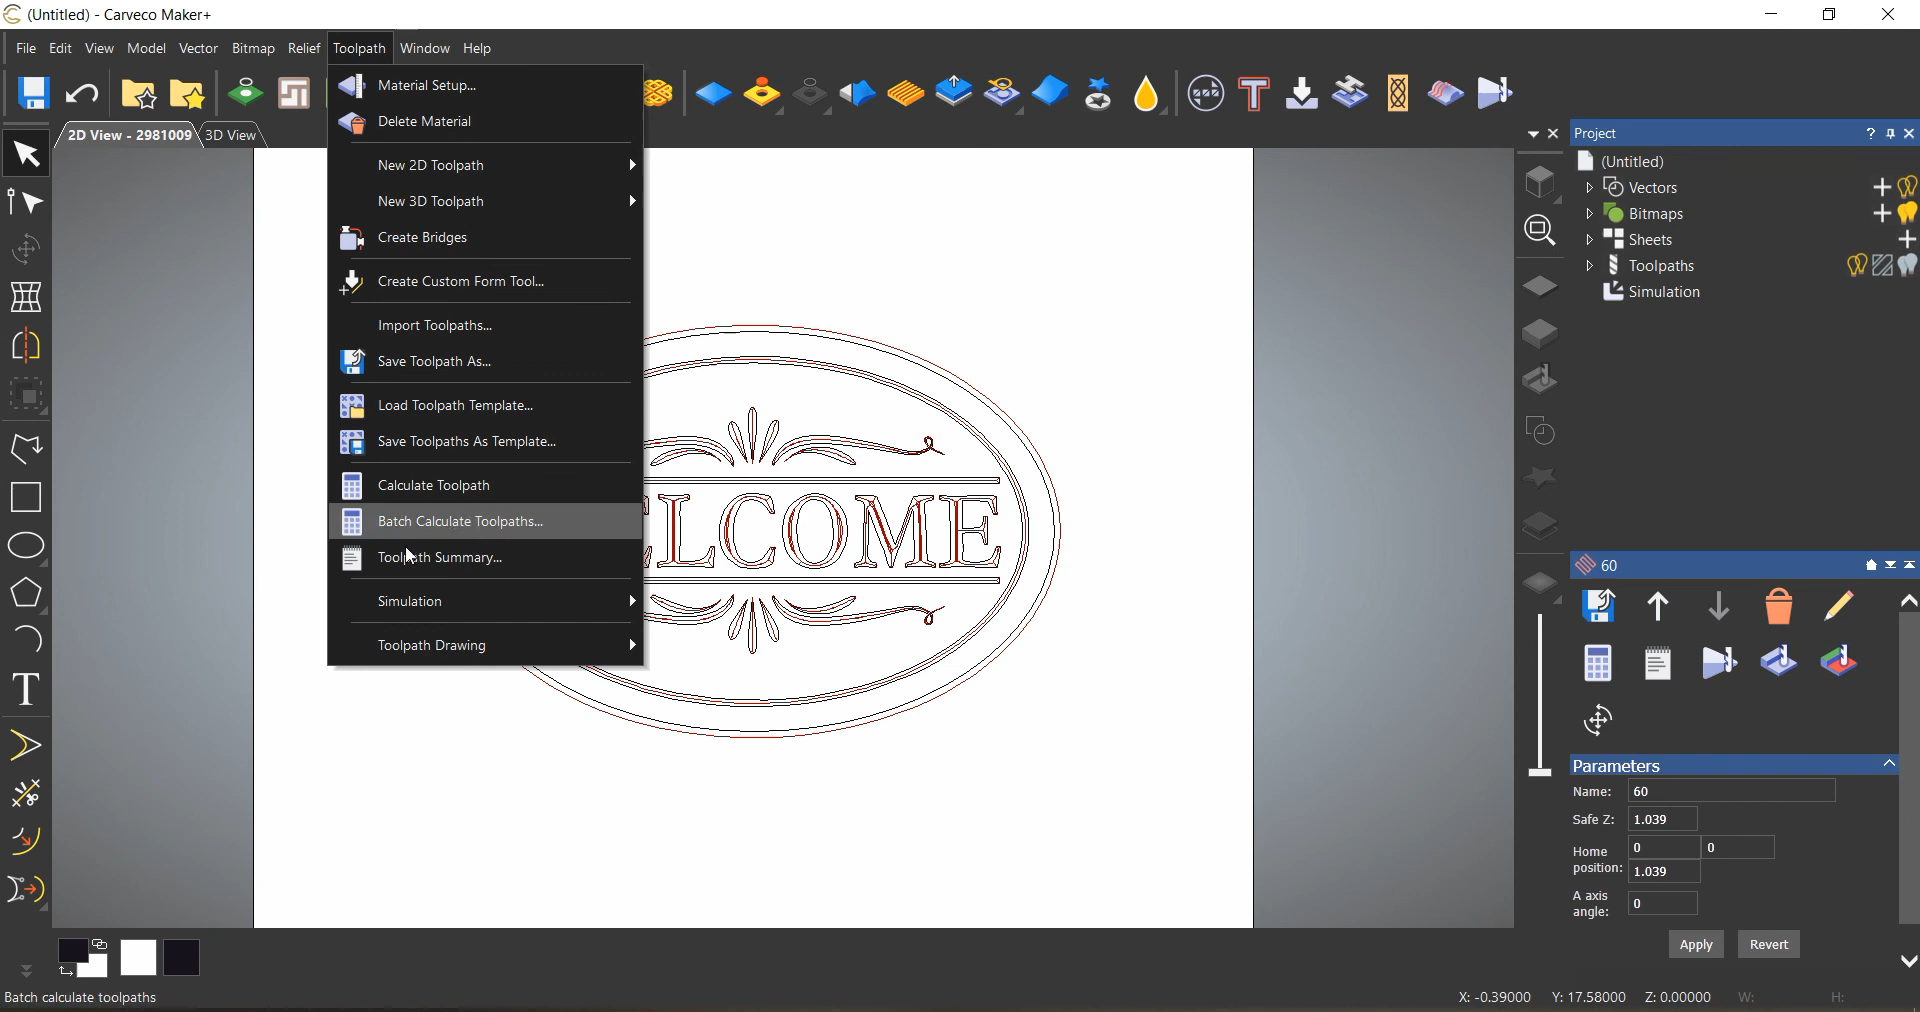 (Untitled) - Carveco Maker+
File Edit View Model Vector Bitmap Relief Toolpath Window Help
2D View - 2981009 3D View
Material Setup...
Delete Material
New 2D Toolpath
New 3D Toolpath
Create Bridges
Create Custom Form Tool...
Import Toolpaths...
Save Toolpath As...
Load Toolpath Template...
Save Toolpaths As Template...
Calculate Toolpath
Batch Calculate Toolpaths...
Toolpath Summary...
Simulation
Toolpath Drawing
ELCOME
Project
(Untitled)
Vectors
Bitmaps
Sheets
Toolpaths
Simulation
60
Parameters
Name: 60
Safe Z: 1.039
Home position: 0 0
1.039
A axis angle: 0
Apply Revert
Batch calculate toolpaths
X: -0.39000 Y: 17.58000 Z: 0.00000 W: H: